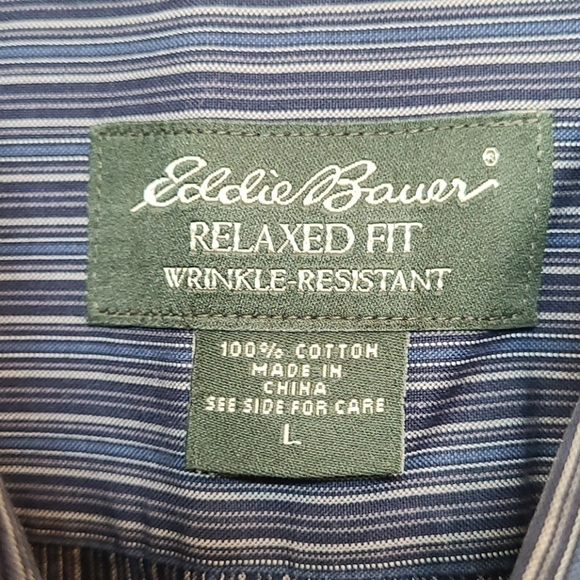 Eddie Bauer®
RELAXED FIT
WRINKLE-RESISTANT
100% COTTON
MADE IN
CHINA
SEE SIDE FOR CARE
L